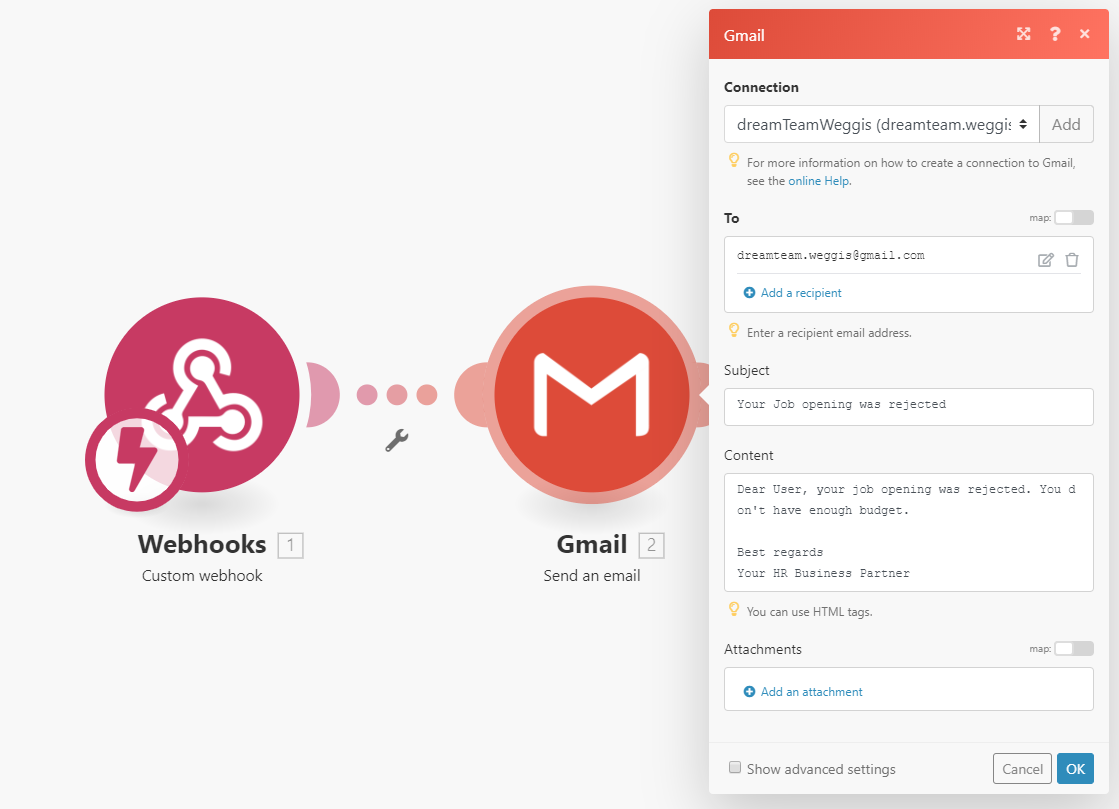 Gmail
?
Connection
dreamTeamWeggis (dreamteam.weggis
Add
For more information on how to create a connection to Gmail,
see the online Help.
To
map:
dreamteam.weggis@gmail.com
Add a recipient
Enter a recipient email address.
Subject
Your Job opening was rejected
Content
Dear User, your job opening was rejected. You d
on't have enough budget.
Best regards
Your HR Business Partner
You can use HTML tags.
Attachments
map:
Add an attachment
Show advanced settings
Cancel
OK
Webhooks
1
Custom webhook
Gmail
2
Send an email